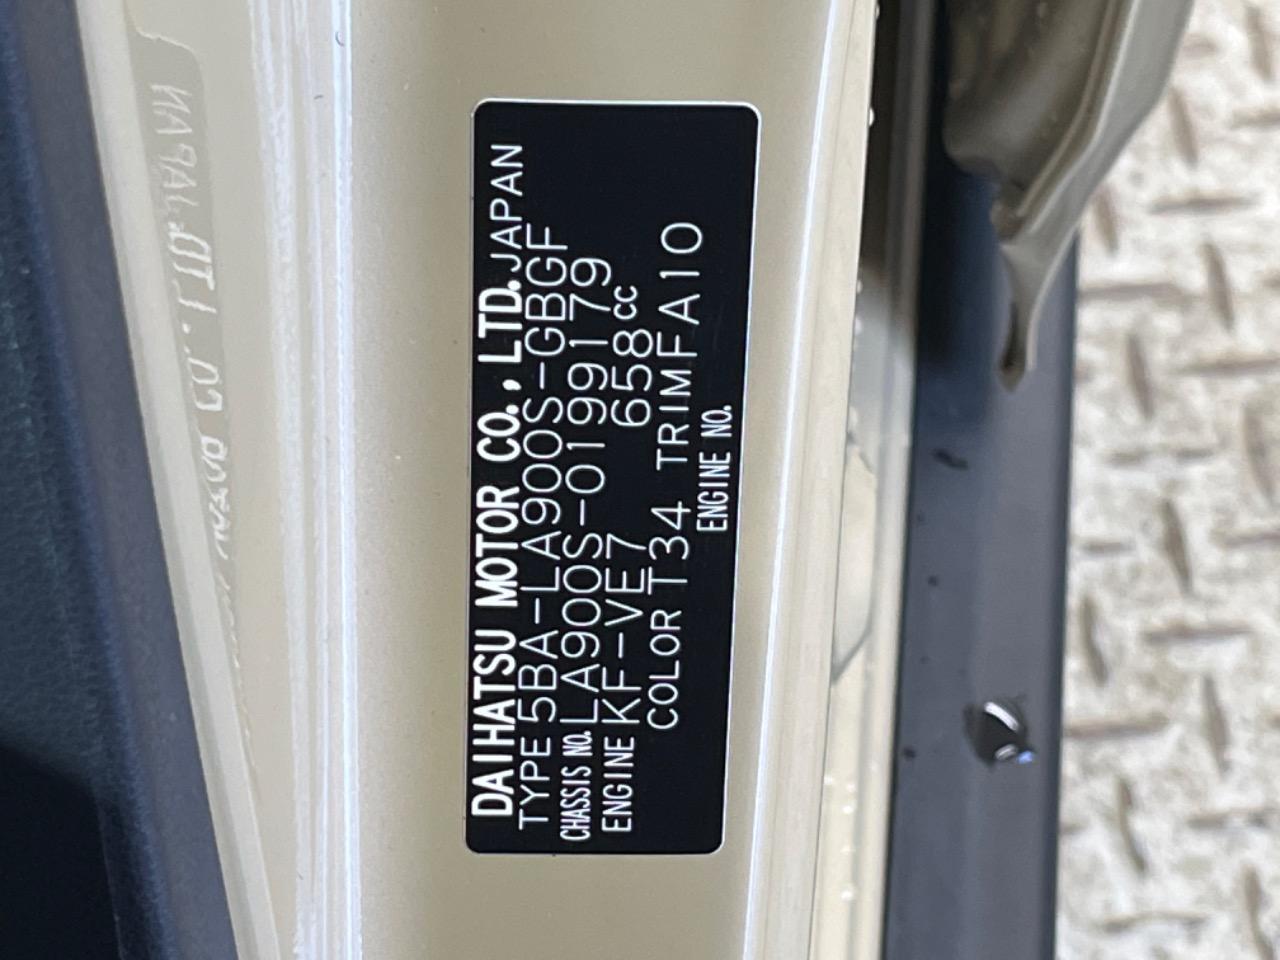 DAIHATSU MOTOR CO., LTD. JAPAN
TYPE 5BA-LA900S-GBGF
CHASSIS NO. LA900S-0199179
ENGINE KF-VE7 658cc
COLOR T34 TRIM FA10
ENGINE NO.